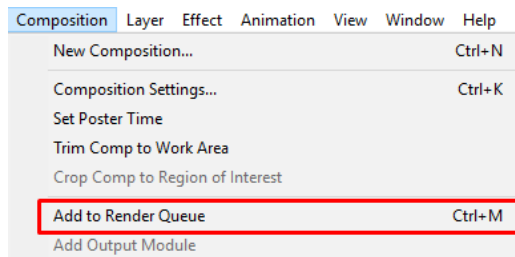 Composition Layer Effect Animation View Window Help
New Composition... Ctrl+N
Composition Settings... Ctrl+K
Set Poster Time
Trim Comp to Work Area
Crop Comp to Region of Interest
Add to Render Queue Ctrl+M
Add Output Module